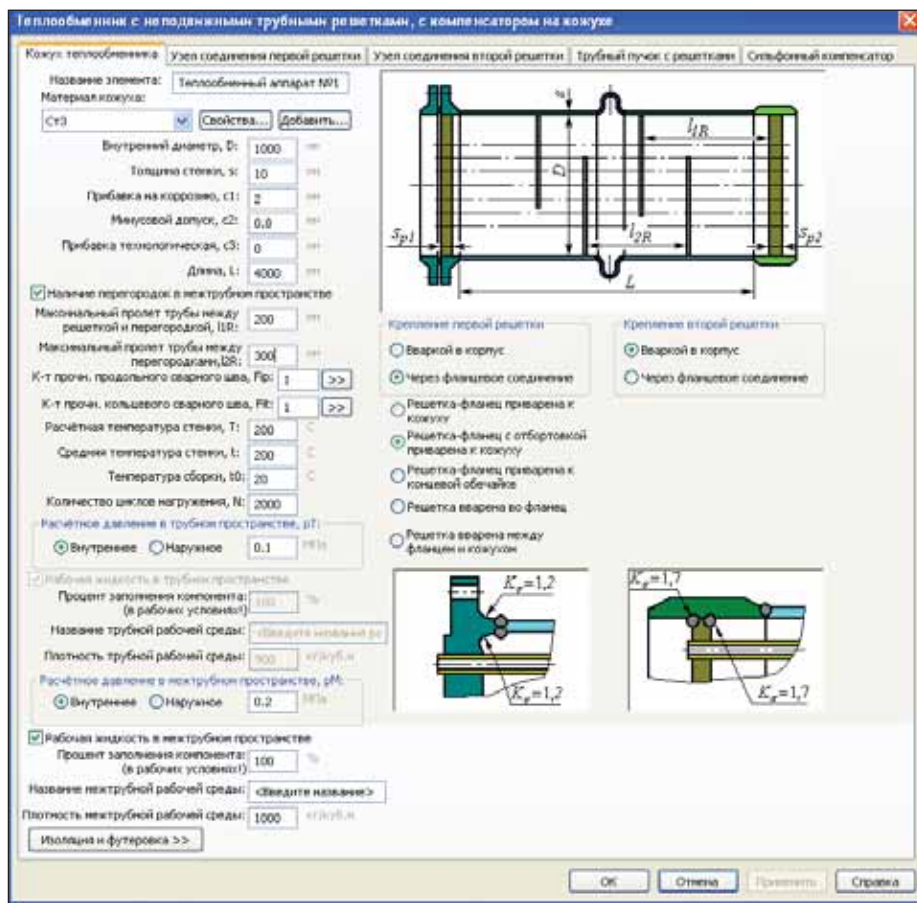 Теплообменник с неподвижными трубными решетками, с компенсатором на кожухе
Кожух теплообменника Узел соединения первой решетки Узел соединения второй решетки Трубный пучок с решетками Сильфонный компенсатор
Название элемента: Теплообменный аппарат №1
Материал кожуха:
Ст3 Свойства... Добавить...
Внутренний диаметр, D: 1000 мм
Толщина стенки, s: 10 мм
Прибавка на коррозию, c1: 2 мм
Минусовой допуск, c2: 0.8 мм
Прибавка технологическая, c3: 0 мм
Длина, L: 4000 мм
Наличие перегородок в межтрубном пространстве
Максимальный пролет трубы между
решеткой и перегородкой, l1R: 200 мм
Максимальный пролет трубы между
перегородками,l2R: 300 мм
К-т прочн. продольного сварного шва, Fip: 1 >>
К-т прочн. кольцевого сварного шва, Fit: 1 >>
Расчётная температура стенки, T: 200 C
Средняя температура стенки, t: 200 C
Температура сборки, t0: 20 C
Количество циклов нагружения, N: 2000
Расчётное давление в трубном пространстве, pT:
Внутреннее Наружное 0.1 МПа
Рабочая жидкость в трубном пространстве
Процент заполнения компонента:
(в рабочих условиях!) 100 %
Название трубной рабочей среды: <Введите название ра
Плотность трубной рабочей среды: 900 кг/куб.м
Расчётное давление в межтрубном пространстве, pM:
Внутреннее Наружное 0.2 МПа
Рабочая жидкость в межтрубном пространстве
Процент заполнения компонента:
(в рабочих условиях!) 100 %
Название межтрубной рабочей среды: <Введите название>
Плотность межтрубной рабочей среды: 1000 кг/куб.м
Изоляция и футеровка >>
s
l1R
D
sp1
l2R
sp2
L
Крепление первой решетки
Вваркой в корпус
Через фланцевое соединение
Крепление второй решетки
Вваркой в корпус
Через фланцевое соединение
Решетка-фланец приварена к
кожуху
Решетка-фланец с отбортовкой
приварена к кожуху
Решетка-фланец приварена к
концевой обечайке
Решетка вварена во фланец
Решетка вварена между
фланцем и кожухом
Kσ=1,2
Kσ=1,2
Kσ=1,7
Kσ=1,7
OK Отмена Применить Справка